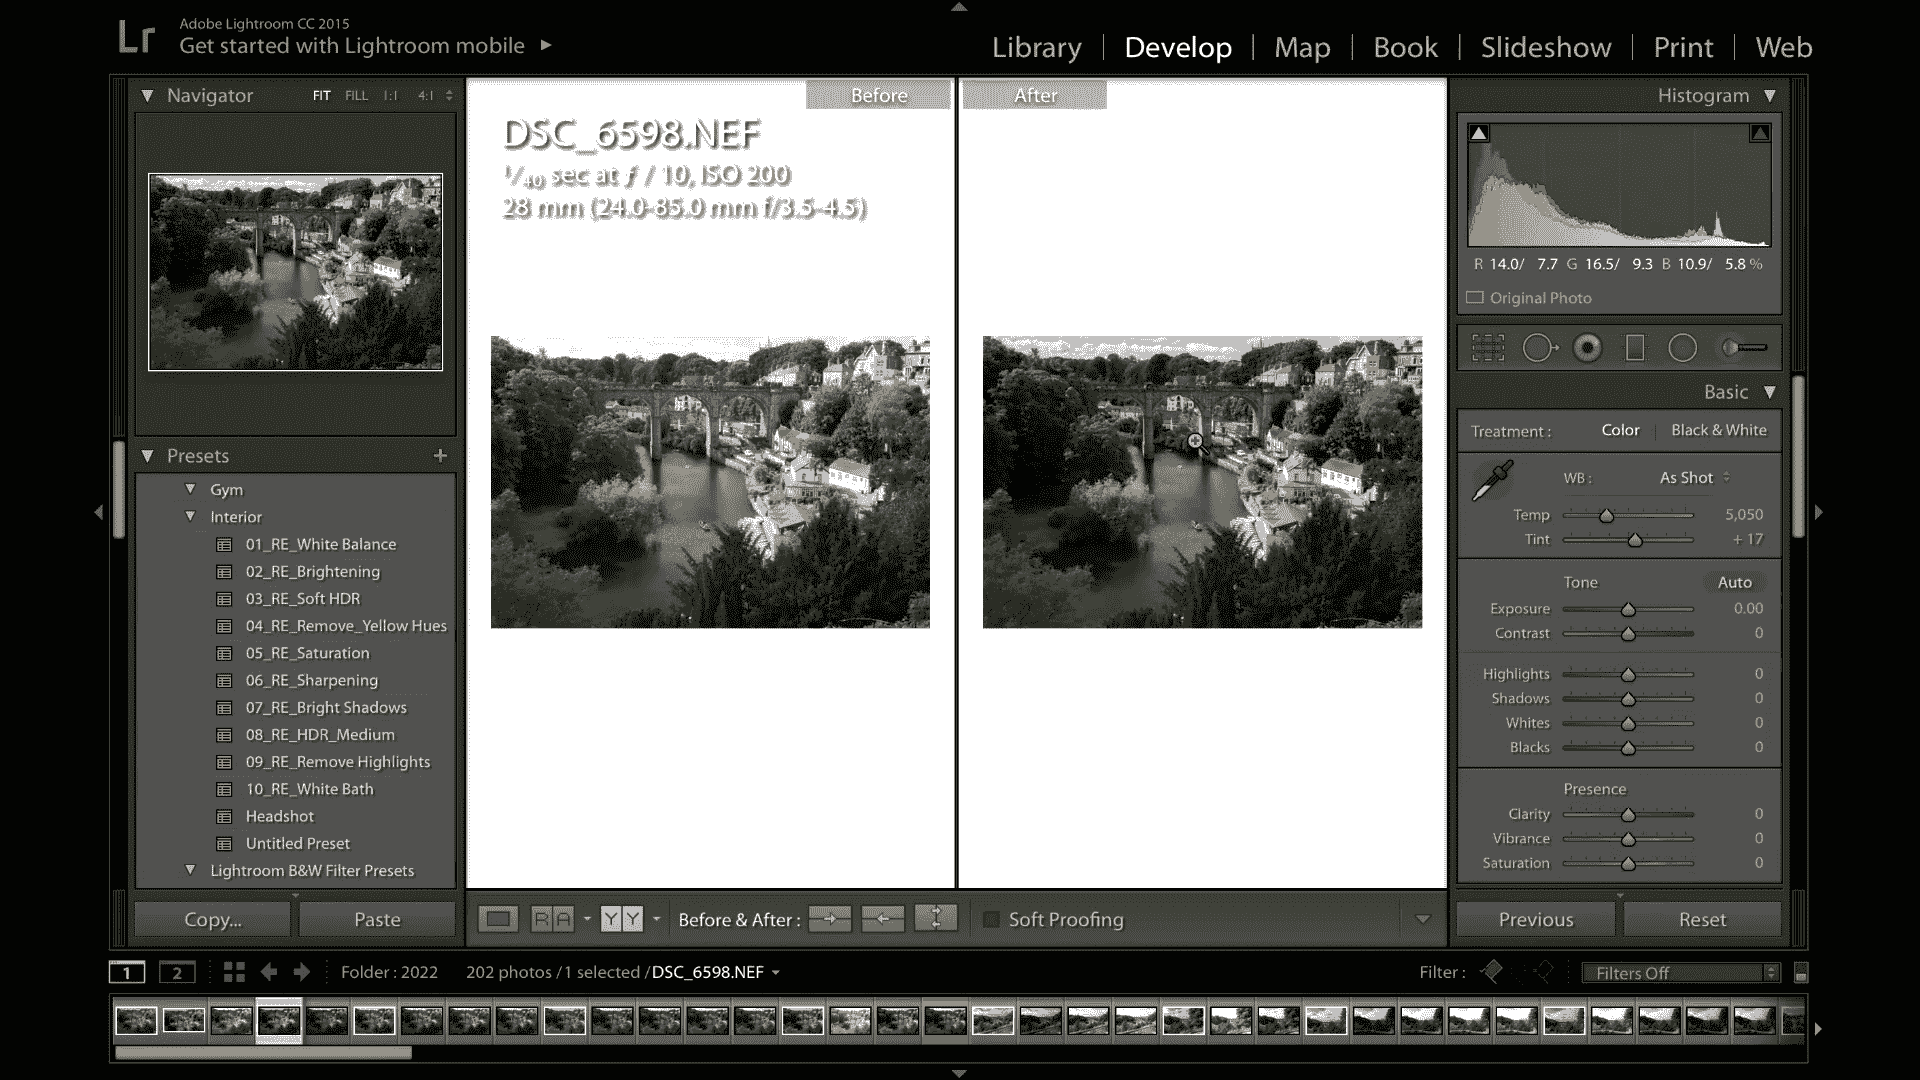 Lr
Adobe Lightroom CC 2015
Get started with Lightroom mobile
Library
Develop
Map
Book
Slideshow
Print
Web
Navigator
FIT
FILL
1:1
4:1
Presets
Gym
Interior
01_RE_White Balance
02_RE_Brightening
03_RE_Soft HDR
04_RE_Remove_Yellow Hues
05_RE_Saturation
06_RE_Sharpening
07_RE_Bright Shadows
08_RE_HDR_Medium
09_RE_Remove Highlights
10_RE_White Bath
Headshot
Untitled Preset
Lightroom B&W Filter Presets
Copy...
Paste
Before
DSC_6598.NEF
1/40 sec at ƒ / 10, ISO 200
28 mm (24.0-85.0 mm f/3.5-4.5)
After
R A
Y Y
Before & After :
Soft Proofing
Histogram
R 14.0/ 7.7 G 16.5/ 9.3 B 10.9/ 5.8 %
Original Photo
Basic
Treatment : Color Black & White
WB : As Shot
Temp 5,050
Tint + 17
Tone Auto
Exposure 0.00
Contrast 0
Highlights 0
Shadows 0
Whites 0
Blacks 0
Presence
Clarity 0
Vibrance 0
Saturation 0
Previous
Reset
1
2
Folder : 2022
202 photos / 1 selected / DSC_6598.NEF
Filter :
Filters Off